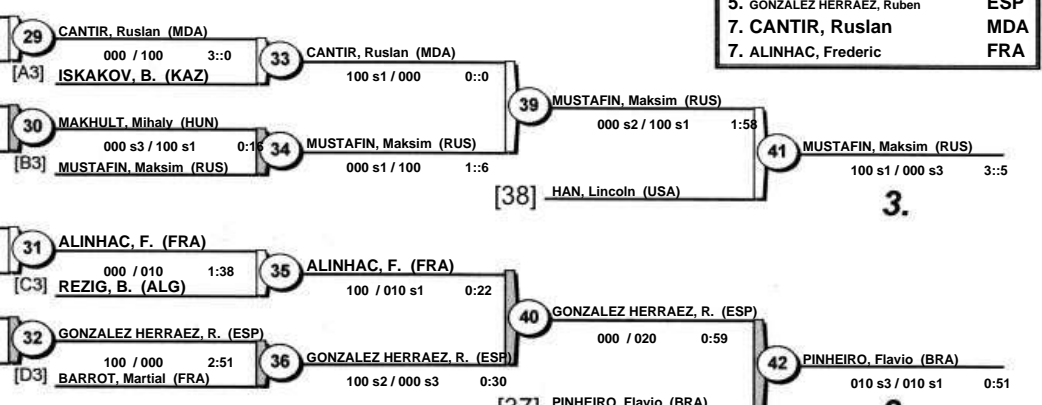 5. GONZALEZ HERRAEZ, Ruben ESP
7. CANTIR, Ruslan MDA
7. ALINHAC, Frederic FRA
29 CANTIR, Ruslan (MDA)
000 / 100 3::0
[A3] ISKAKOV, B. (KAZ)
33 CANTIR, Ruslan (MDA)
100 s1 / 000 0::0
30 MAKHULT, Mihaly (HUN)
000 s3 / 100 s1 0:16
[B3] MUSTAFIN, Maksim (RUS)
34 MUSTAFIN, Maksim (RUS)
000 s1 / 100 1::6
39 MUSTAFIN, Maksim (RUS)
000 s2 / 100 s1 1:58
[38] HAN, Lincoln (USA)
41 MUSTAFIN, Maksim (RUS)
100 s1 / 000 s3 3::5
3.
31 ALINHAC, F. (FRA)
000 / 010 1:38
[C3] REZIG, B. (ALG)
35 ALINHAC, F. (FRA)
100 / 010 s1 0:22
32 GONZALEZ HERRAEZ, R. (ESP)
100 / 000 2:51
[D3] BARROT, Martial (FRA)
36 GONZALEZ HERRAEZ, R. (ESP)
100 s2 / 000 s3 0:30
40 GONZALEZ HERRAEZ, R. (ESP)
000 / 020 0:59
[37] PINHEIRO, Flavio (BRA)
42 PINHEIRO, Flavio (BRA)
010 s3 / 010 s1 0:51